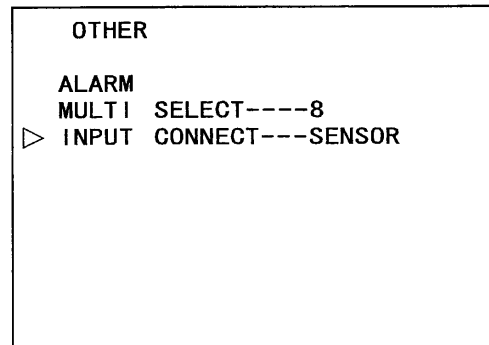 OTHER
ALARM
MULTI SELECT----8
▷ INPUT CONNECT---SENSOR